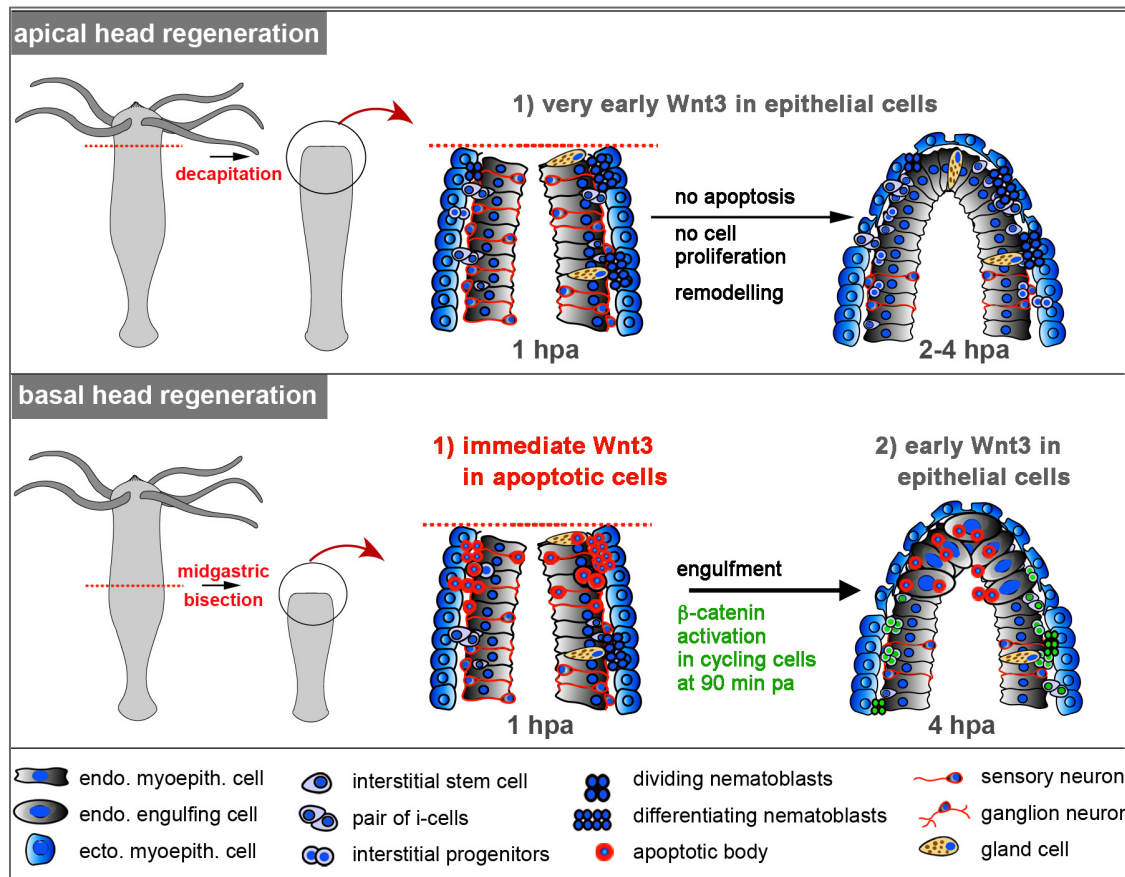 apical head regeneration
decapitation
1) very early Wnt3 in epithelial cells
no apoptosis
no cell
proliferation
remodelling
1 hpa
2-4 hpa
basal head regeneration
midgastric
bisection
1) immediate Wnt3
in apoptotic cells
2) early Wnt3 in
epithelial cells
engulfment
β-catenin
activation
in cycling cells
at 90 min pa
1 hpa
4 hpa
endo. myoepith. cell
endo. engulfing cell
ecto. myoepith. cell
interstitial stem cell
pair of i-cells
interstitial progenitors
dividing nematoblasts
differentiating nematoblasts
apoptotic body
sensory neuron
ganglion neuron
gland cell